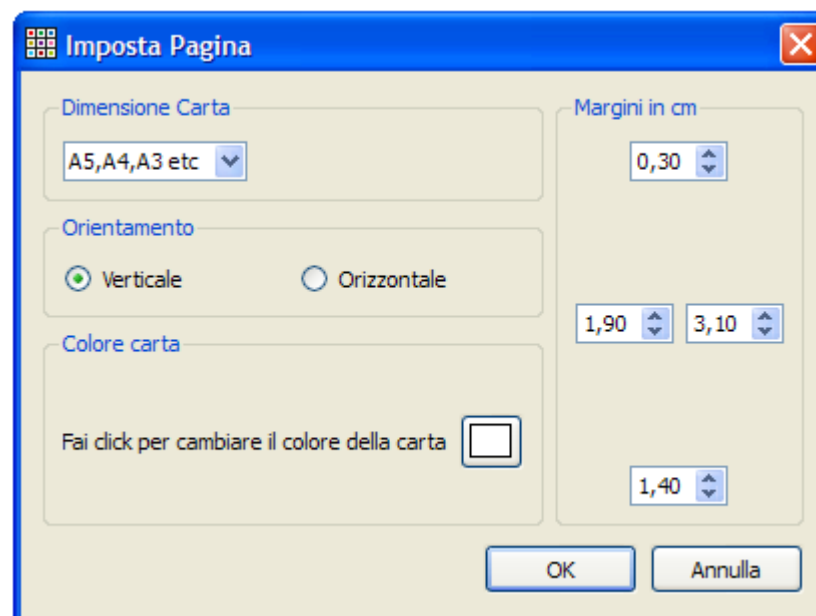 Imposta Pagina
Dimensione Carta
A5,A4,A3 etc
Orientamento
Verticale
Orizzontale
Colore carta
Fai click per cambiare il colore della carta
Margini in cm
0,30
1,90
3,10
1,40
OK
Annulla